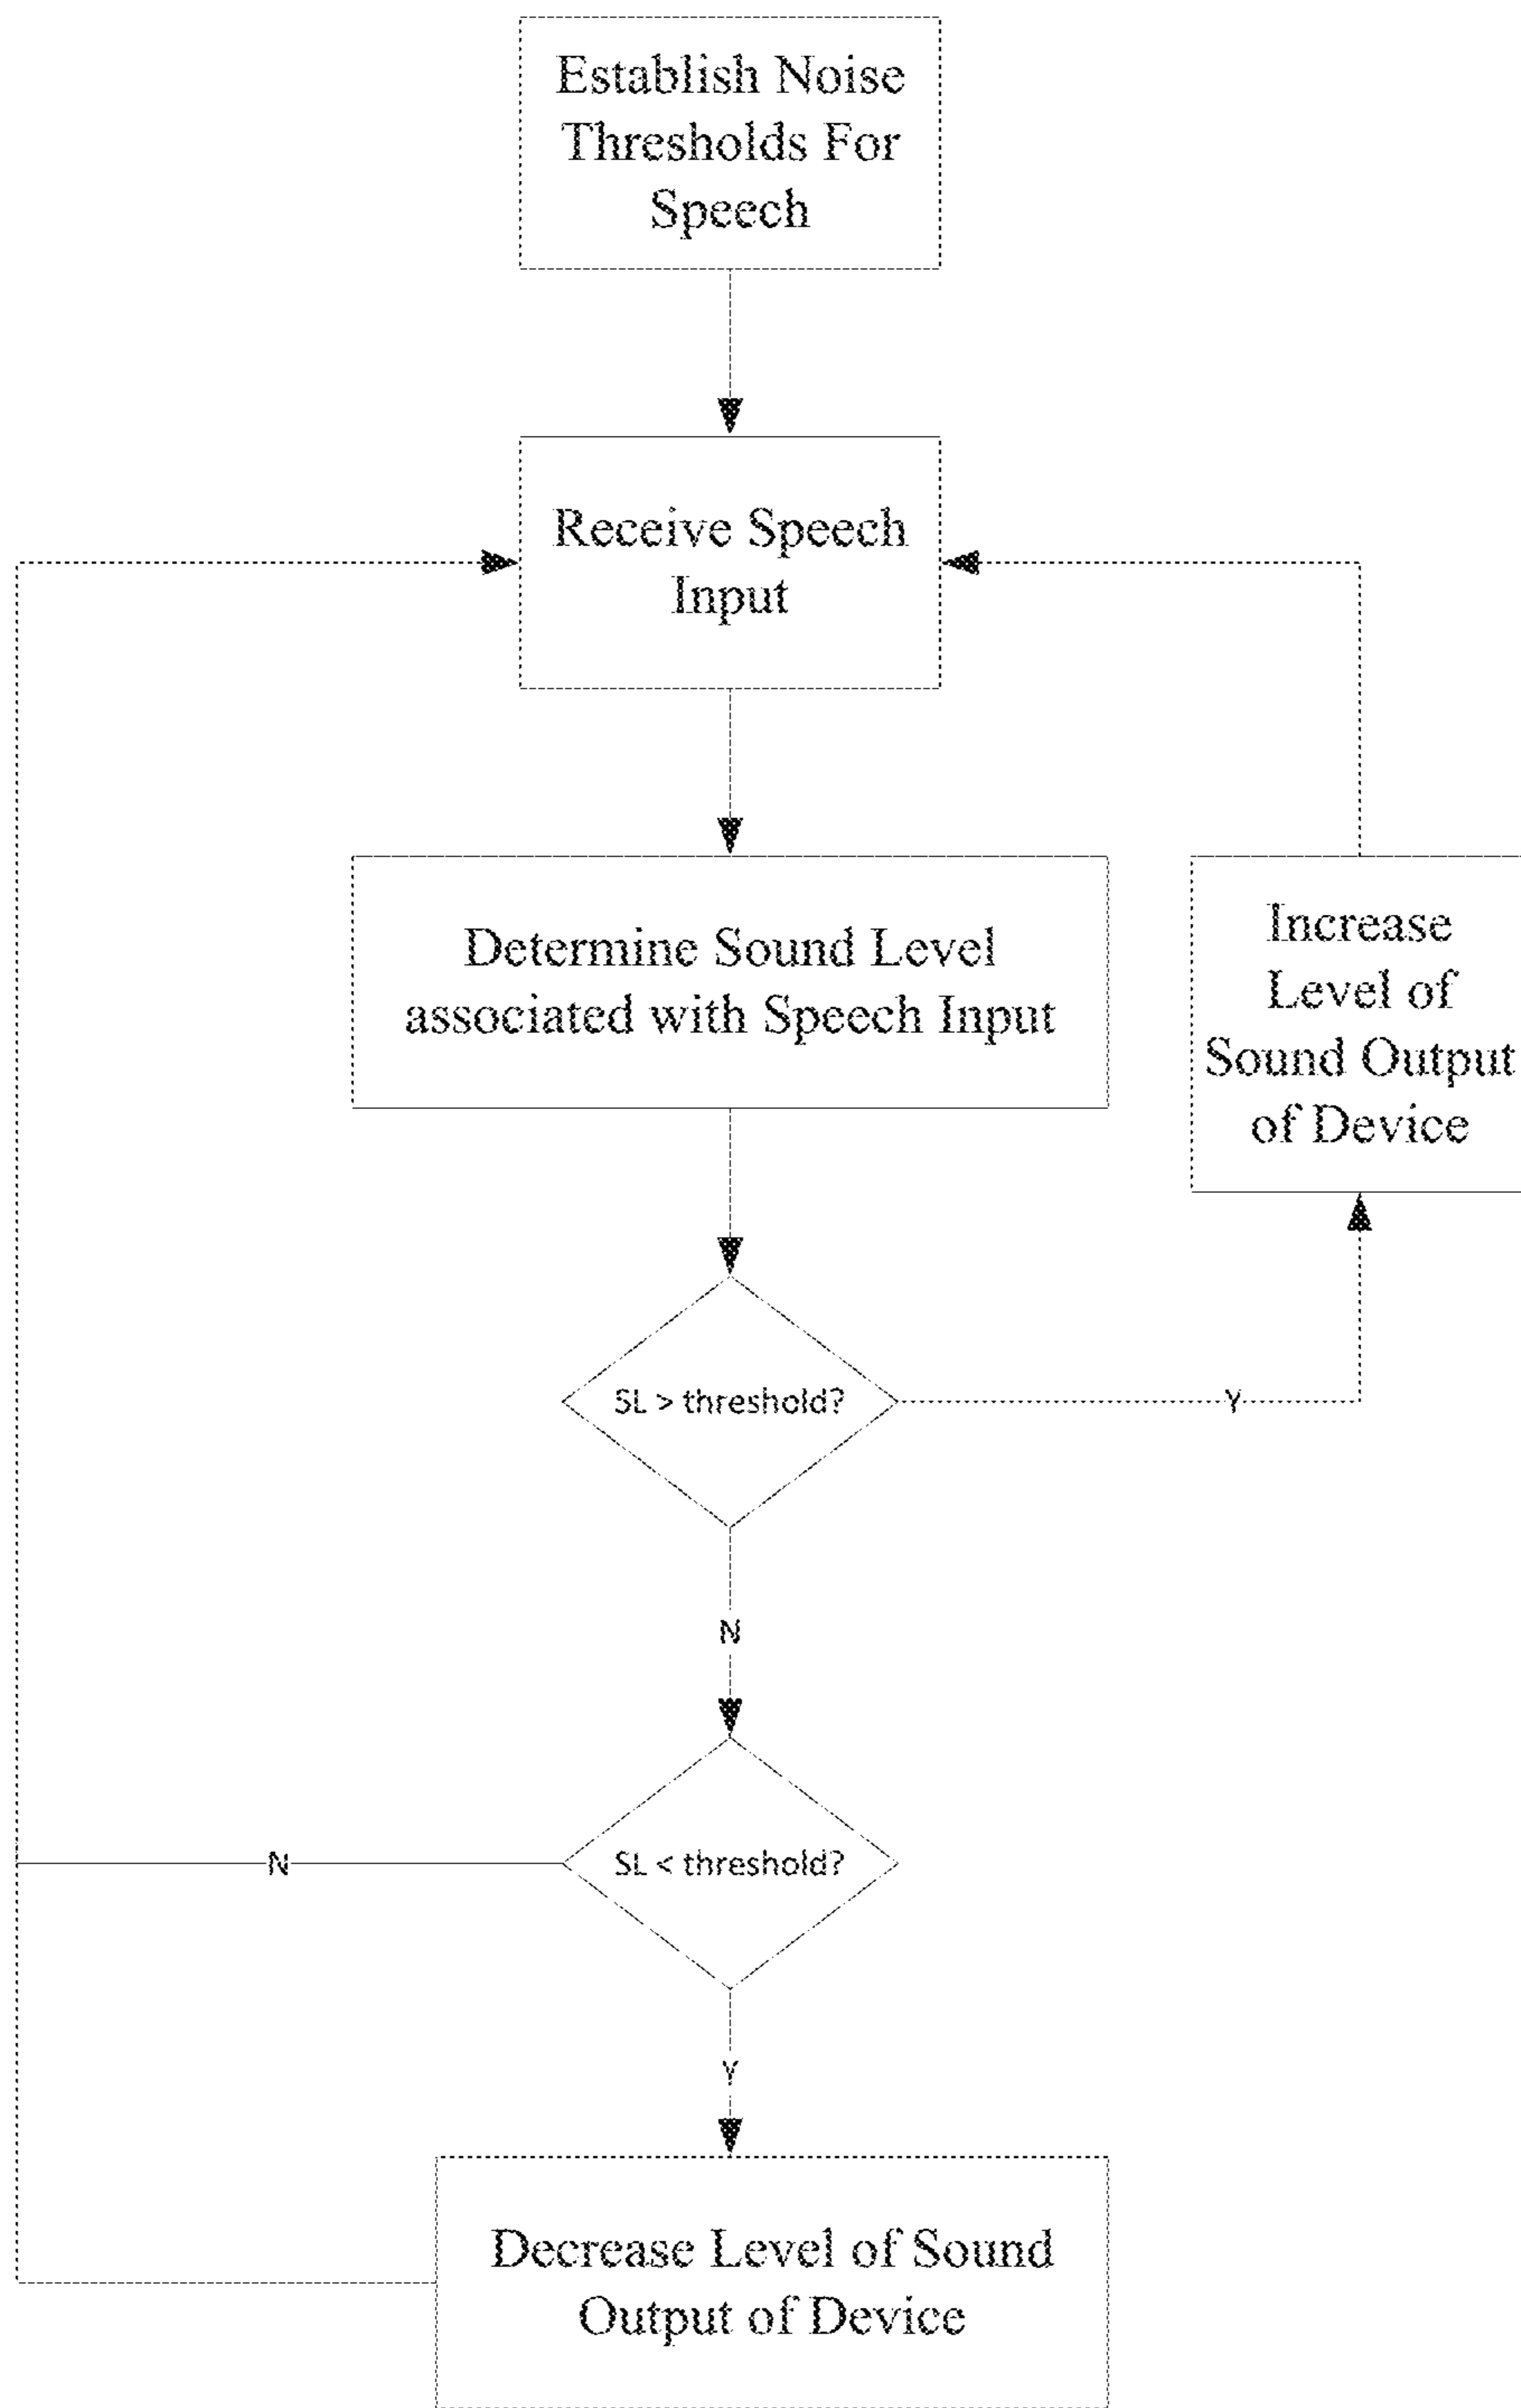 Establish Noise
Thresholds For
Speech
Receive Speech
Input
Determine Sound Level
associated with Speech Input
Increase
Level of
Sound Output
of Device
SL > threshold?
Y
N
SL < threshold?
N
Y
Decrease Level of Sound
Output of Device